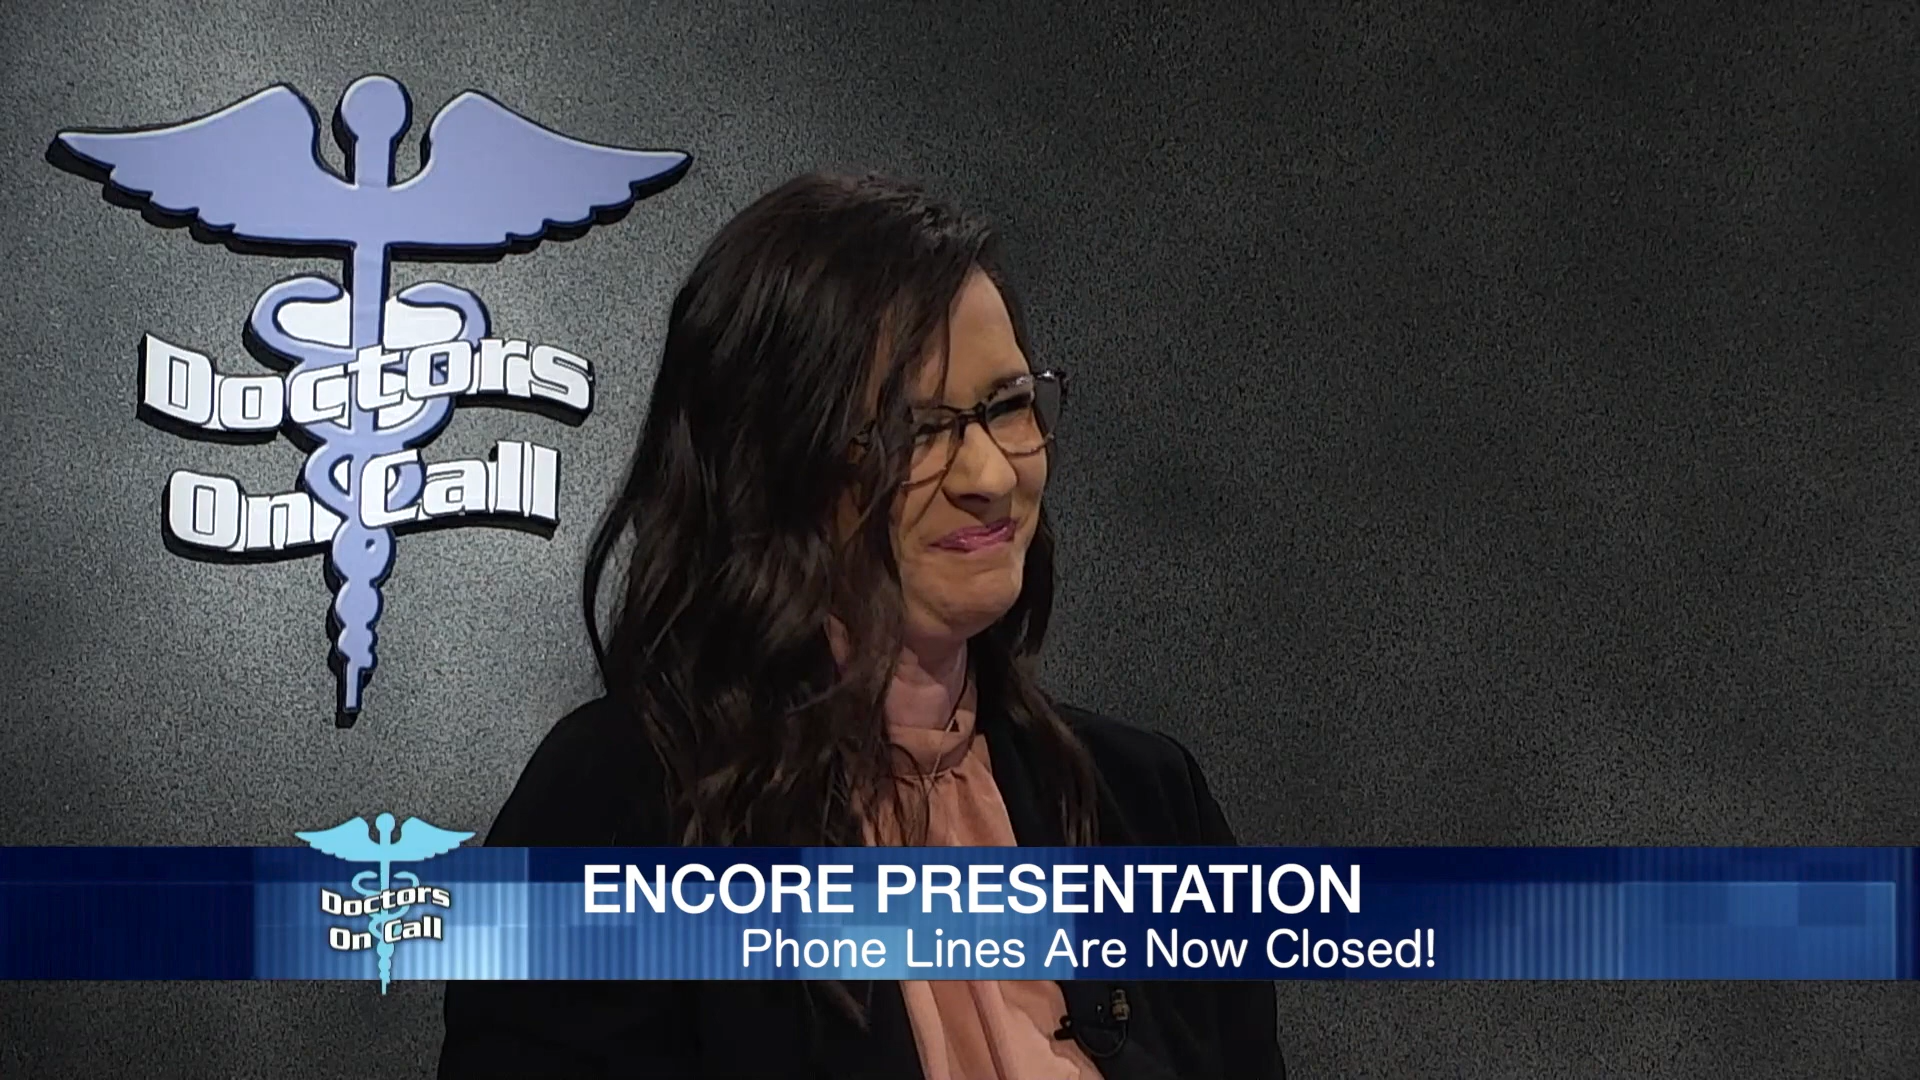 Doctors
On Call
ENCORE PRESENTATION
Phone Lines Are Now Closed!
Doctors
On Call